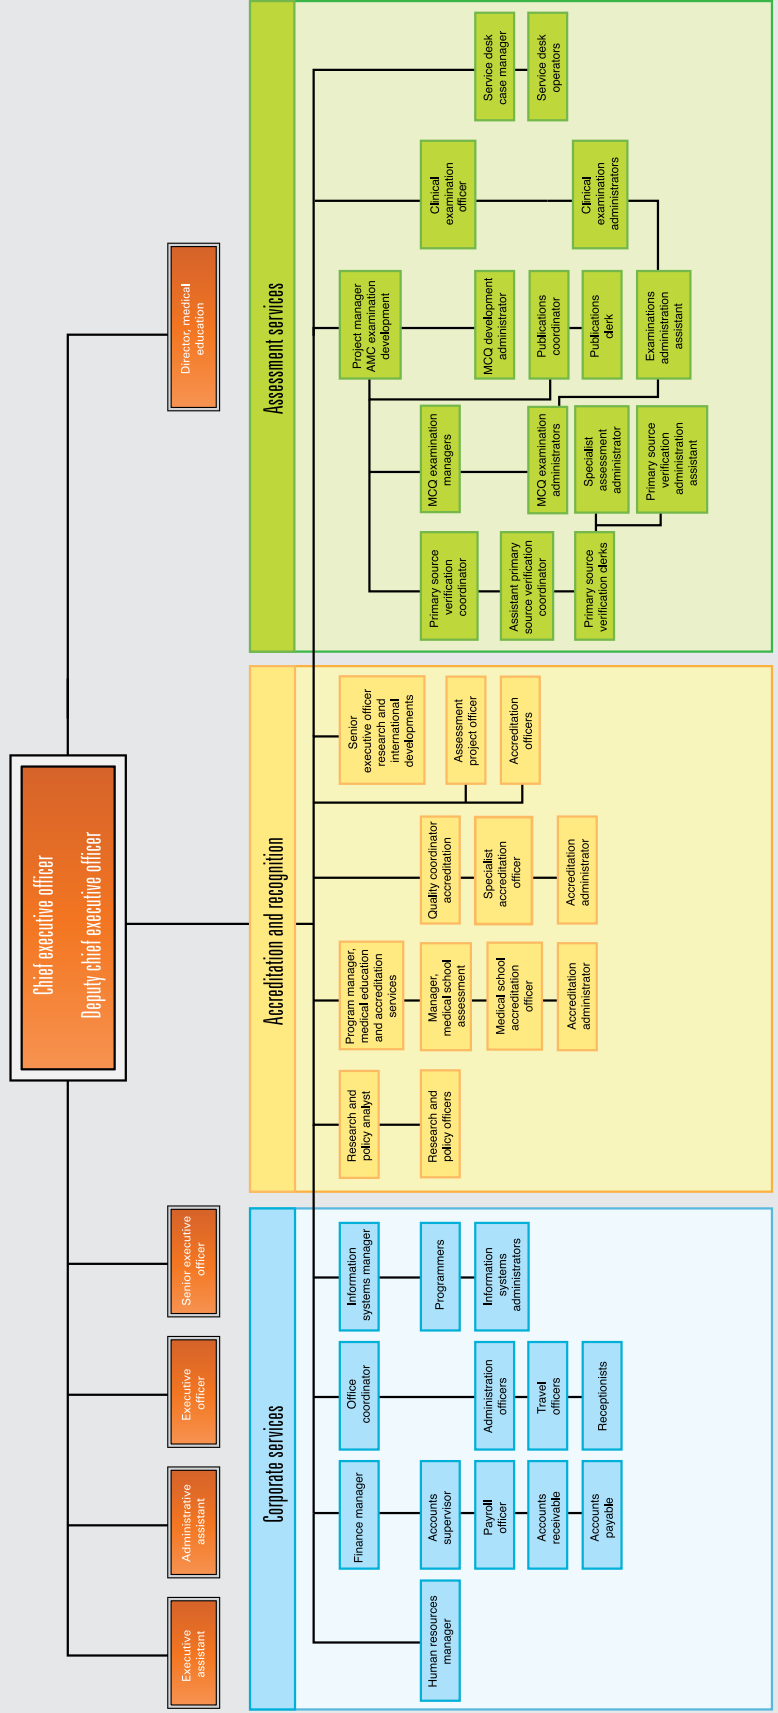 Chief executive officer
Deputy chief executive officer
Executive
assistant
Administrative
assistant
Executive
officer
Senior executive
officer
Director, medical
education
Corporate services
Human resources
manager
Finance manager
Accounts
supervisor
Payroll
officer
Accounts
receivable
Accounts
payable
Office
coordinator
Administration
officers
Travel
officers
Receptionists
Information
systems manager
Programmers
Information
systems
administrators
Accreditation and recognition
Research and
policy analyst
Research and
policy officers
Program manager,
medical education
and accreditation
services
Manager,
medical school
assessment
Medical school
accreditation
officer
Accreditation
administrator
Quality coordinator
accreditation
Specialist
accreditation
officer
Accreditation
administrator
Senior
executive officer
research and
international
developments
Assessment
project officer
Accreditation
officers
Assessment services
Primary source
verification
coordinator
Assistant primary
source verification
coordinator
Primary source
verification clerks
MCQ examination
managers
MCQ examination
administrators
Specialist
assessment
administrator
Primary source
verification
administration
assistant
Project manager
AMC examination
development
MCQ development
administrator
Publications
coordinator
Publications
clerk
Examinations
administration
assistant
Clinical
examination
officer
Clinical
examination
administrators
Service desk
case manager
Service desk
operators